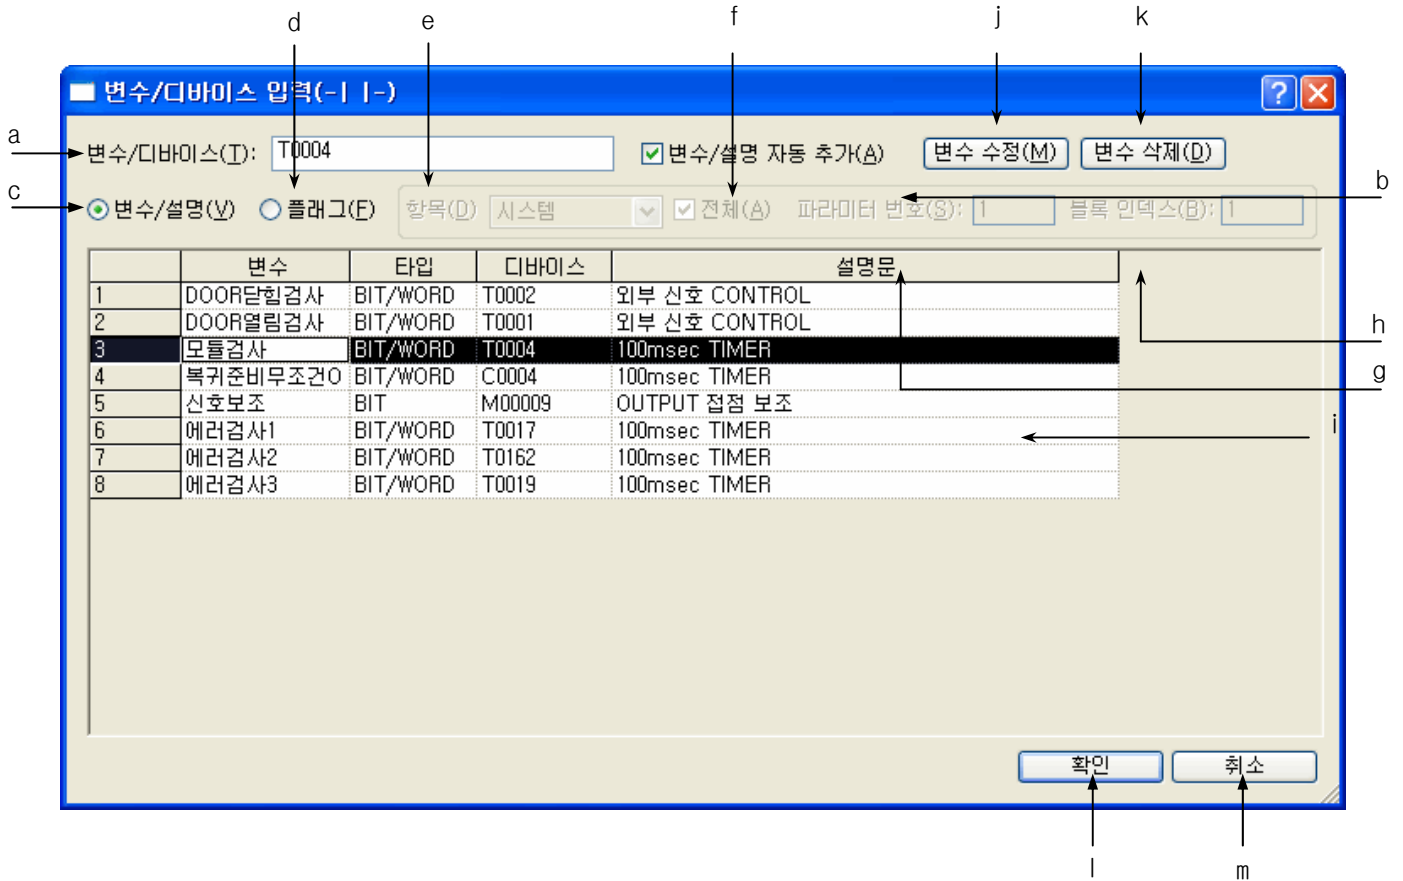 d e f j k
변수/디바이스 입력(-| |-)
a 변수/디바이스(T): T0004 변수/설명 자동 추가(A) 변수 수정(M) 변수 삭제(D)
c 변수/설명(V) 플래그(F) 항목(D) 시스템 전체(A) 파라미터 번호(S): 1 블록 인덱스(B): 1 b
변수 타입 디바이스 설명문
1 DOOR닫힘검사 BIT/WORD T0002 외부 신호 CONTROL
2 DOOR열림검사 BIT/WORD T0001 외부 신호 CONTROL
h
3 모듈검사 BIT/WORD T0004 100msec TIMER
4 복귀준비무조건O BIT/WORD C0004 100msec TIMER
g
5 신호보조 BIT M00009 OUTPUT 접점 보조
6 에러검사1 BIT/WORD T0017 100msec TIMER
i
7 에러검사2 BIT/WORD T0162 100msec TIMER
8 에러검사3 BIT/WORD T0019 100msec TIMER
확인 취소
l m